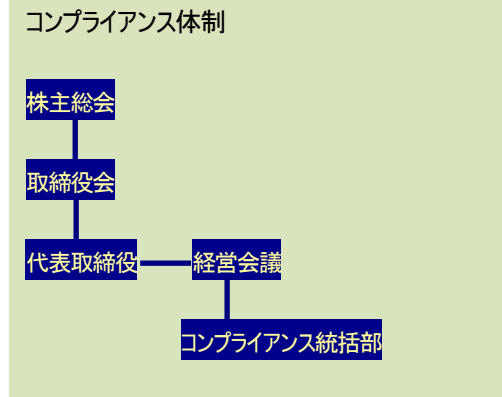 コンプライアンス体制
株主総会
取締役会
代表取締役
経営会議
コンプライアンス統括部